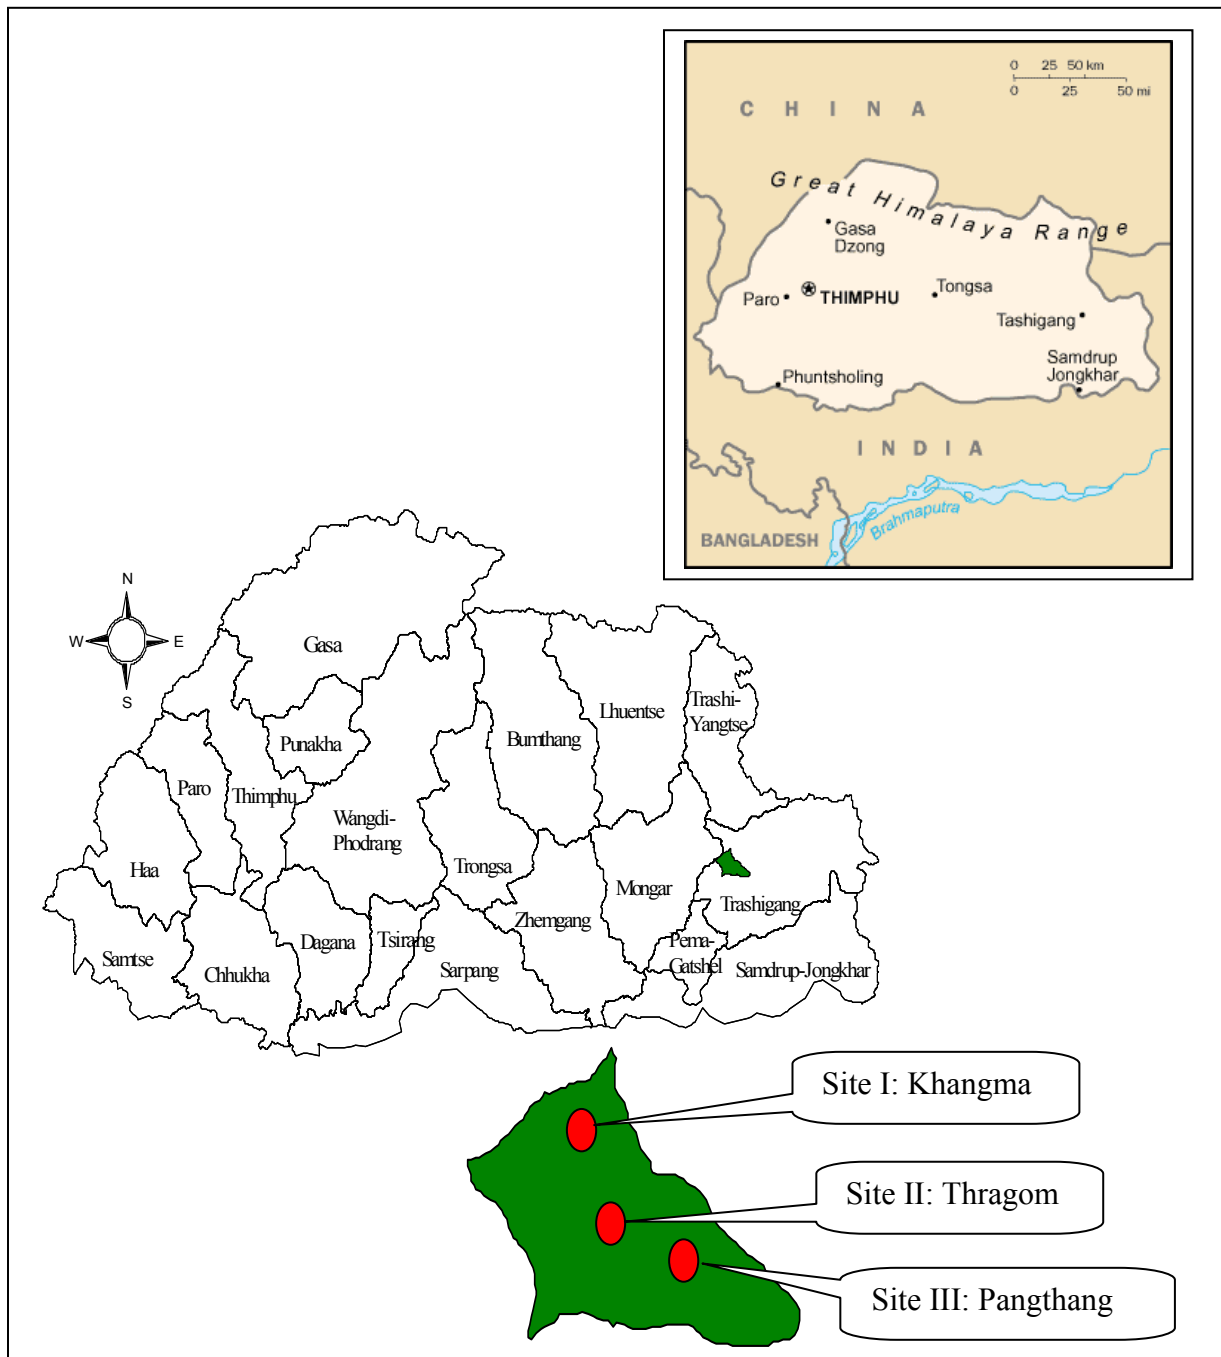 0 25 50 km
0 25 50 mi
CHINA
Great Himalaya Range
Gasa
Dzong
Paro
THIMPHU
Tongsa
Tashigang
Samdrup
Jongkhar
Phuntsholing
INDIA
Brahmaputra
BANGLADESH
N
W E
S
Gasa
Trashi-
Yangtse
Lhuentse
Bumthang
Punakha
Paro
Thimphu
Wangdi-
Phodrang
Haa
Trongsa
Mongar
Trashigang
Zhemgang
Dagana
Tsirang
Pema-
Gatshel
Samtse
Chhukha
Sarpang
Samdrup-Jongkhar
Site I: Khangma
Site II: Thragom
Site III: Pangthang